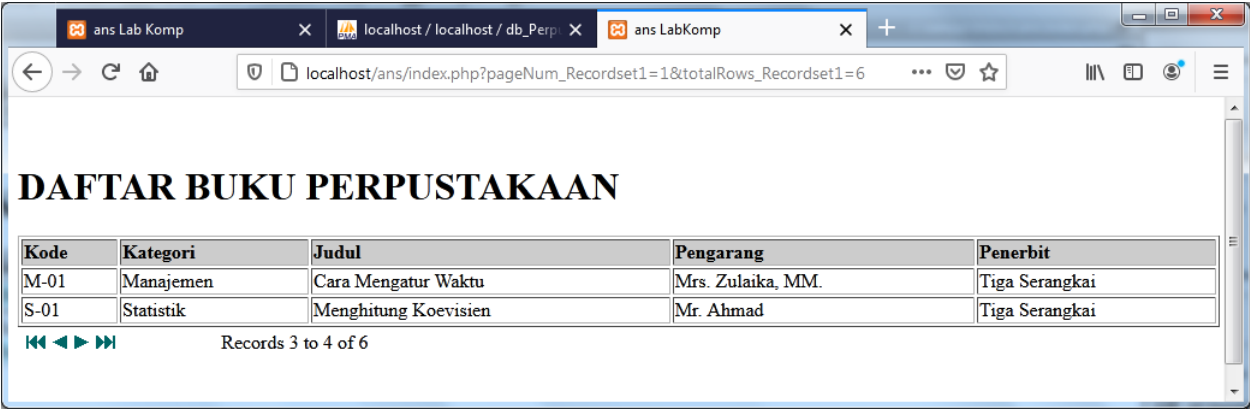 ans Lab Komp
localhost / localhost / db_Perpu
ans LabKomp
localhost/ans/index.php?pageNum_Recordset1=1&totalRows_Recordset1=6
DAFTAR BUKU PERPUSTAKAAN
Kode Kategori Judul Pengarang Penerbit
M-01 Manajemen Cara Mengatur Waktu Mrs. Zulaika, MM. Tiga Serangkai
S-01 Statistik Menghitung Koevisien Mr. Ahmad Tiga Serangkai
Records 3 to 4 of 6